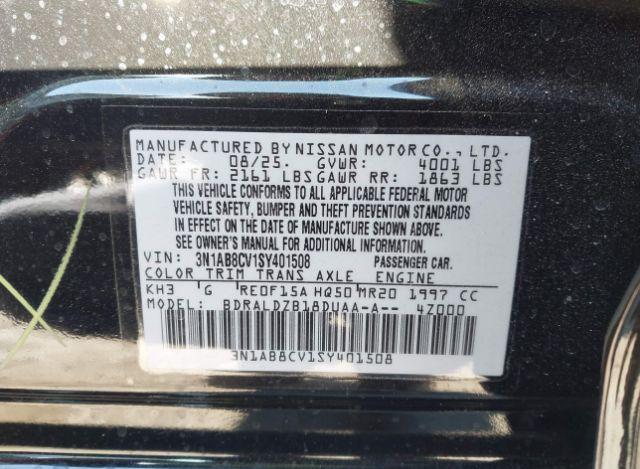 MANUFACTURED BY NISSAN MOTOR CO., LTD.
DATE: 08/25. GVWR: 4001 LBS
GAWR FR: 2161 LBS GAWR RR: 1863 LBS
THIS VEHICLE CONFORMS TO ALL APPLICABLE FEDERAL MOTOR
VEHICLE SAFETY, BUMPER AND THEFT PREVENTION STANDARDS
IN EFFECT ON THE DATE OF MANUFACTURE SHOWN ABOVE.
SEE OWNER'S MANUAL FOR ADDITIONAL INFORMATION.
VIN: 3N1AB8CV1SY401508 PASSENGER CAR.
COLOR TRIM TRANS AXLE ENGINE
KH3 G RE0F15A HQ50 MR20 1997 CC
MODEL: BDRALDZB18DUAA-A-- 4Z000
3N1AB8CV1SY401508